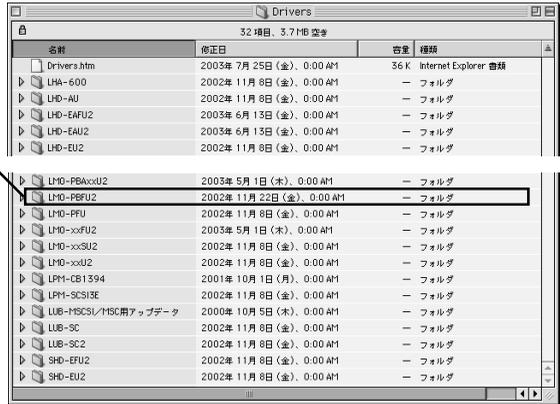 Drivers
32 項目、3.7 MB 空き
名前 修正日 容量 種類
Drivers.htm 2003年 7月 25日 (金)、0:00 AM 36 K Internet Explorer 書類
LHA-600 2002年 11月 8日 (金)、0:00 AM — フォルダ
LHD-AU 2002年 11月 8日 (金)、0:00 AM — フォルダ
LHD-EAFU2 2003年 6月 13日 (金)、0:00 AM — フォルダ
LHD-EAU2 2003年 6月 13日 (金)、0:00 AM — フォルダ
LHD-EU2 2002年 11月 8日 (金)、0:00 AM — フォルダ
LMO-PBAxxU2 2003年 5月 1日 (木)、0:00 AM — フォルダ
LMO-PBFU2 2002年 11月 22日 (金)、0:00 AM — フォルダ
LMO-PFU 2002年 11月 8日 (金)、0:00 AM — フォルダ
LMO-xxFU2 2003年 5月 1日 (木)、0:00 AM — フォルダ
LMO-xxSU2 2002年 11月 8日 (金)、0:00 AM — フォルダ
LMO-xxU2 2002年 11月 8日 (金)、0:00 AM — フォルダ
LPM-CB1394 2001年 10月 1日 (月)、0:00 AM — フォルダ
LPM-SCSI3E 2002年 11月 8日 (金)、0:00 AM — フォルダ
LUB-MSCSI/MSC用アップデータ 2000年 10月 5日 (木)、0:00 AM — フォルダ
LUB-SC 2002年 11月 8日 (金)、0:00 AM — フォルダ
LUB-SC2 2002年 11月 8日 (金)、0:00 AM — フォルダ
SHD-EFU2 2002年 11月 8日 (金)、0:00 AM — フォルダ
SHD-EU2 2002年 11月 8日 (金)、0:00 AM — フォルダ